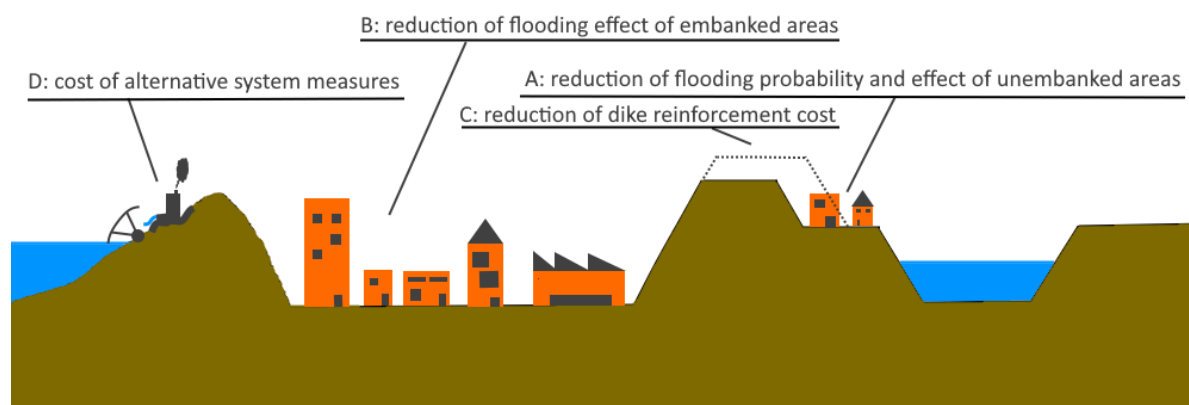 B: reduction of flooding effect of embanked areas
D: cost of alternative system measures
A: reduction of flooding probability and effect of unembanked areas
C: reduction of dike reinforcement cost